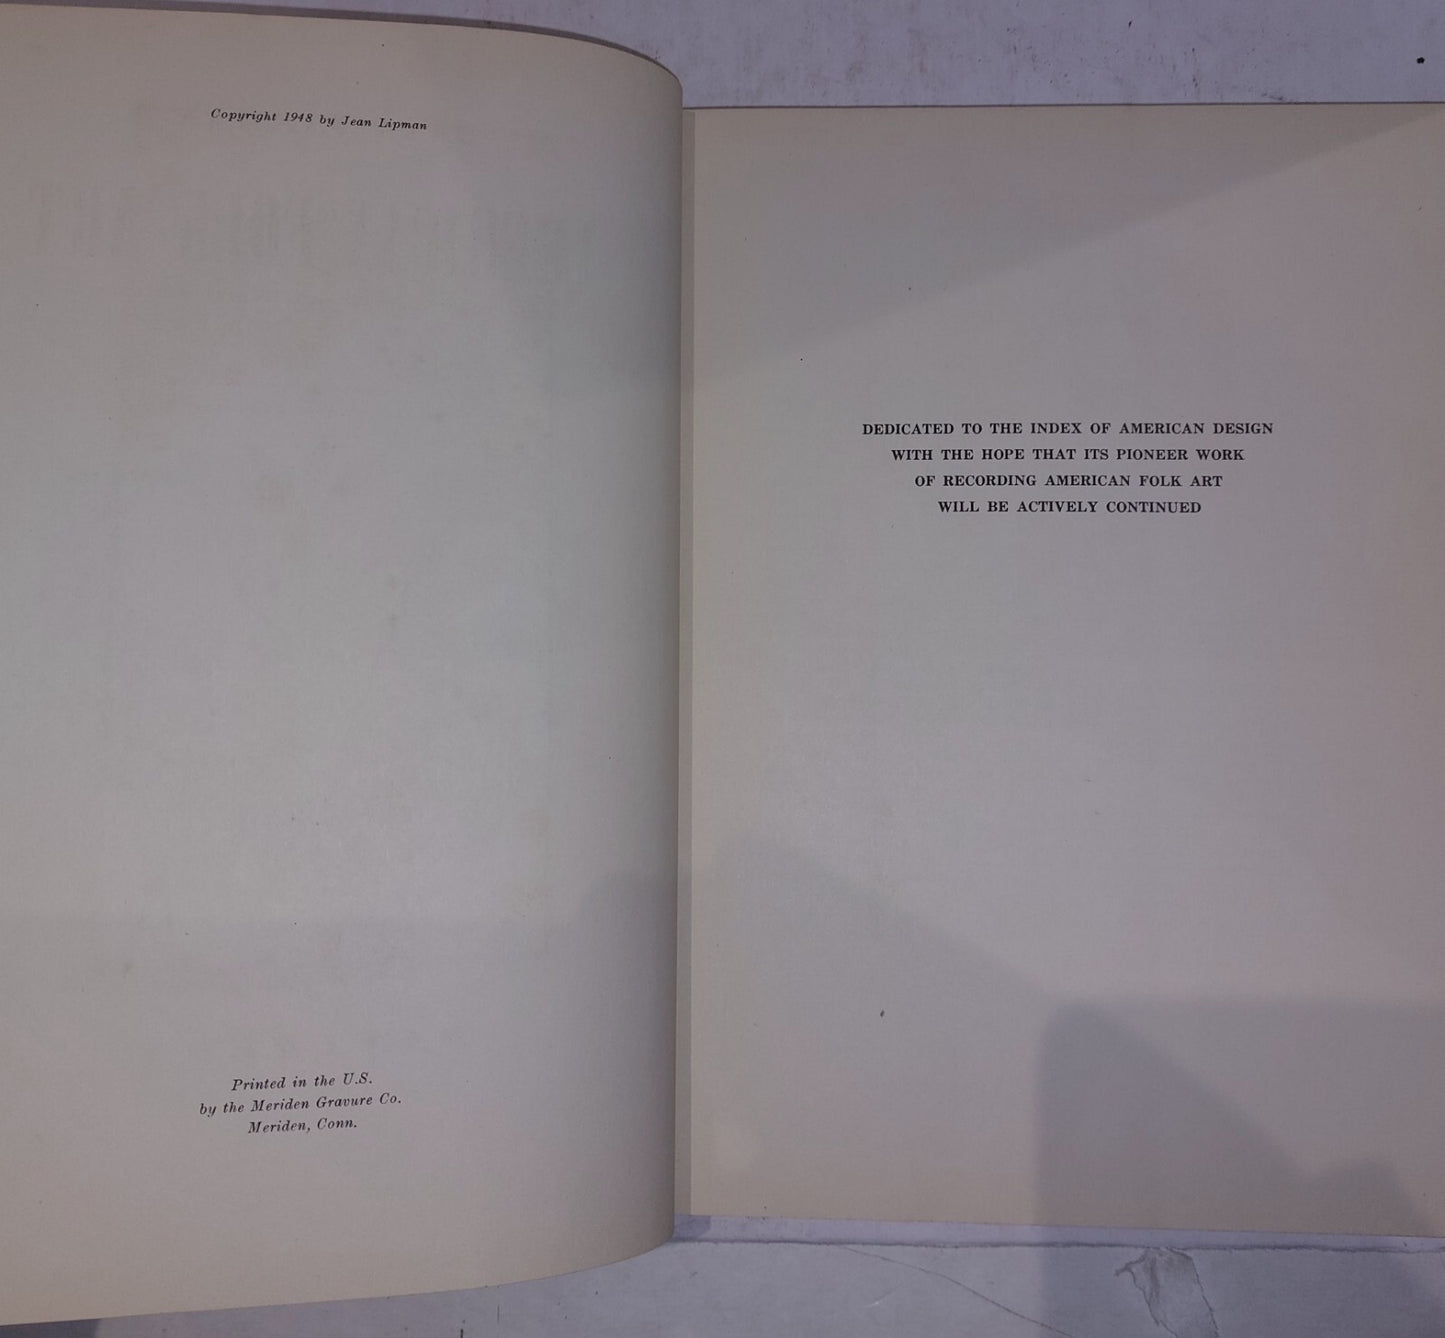 Copyright 1948 by Jean Lipman
Printed in the U.S.
by the Meriden Gravure Co.
Meriden, Conn.
DEDICATED TO THE INDEX OF AMERICAN DESIGN
WITH THE HOPE THAT ITS PIONEER WORK
OF RECORDING AMERICAN FOLK ART
WILL BE ACTIVELY CONTINUED